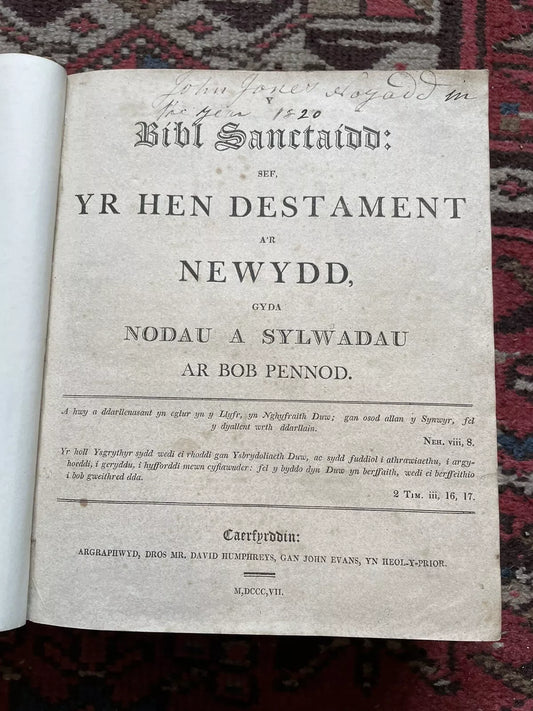 John Jones in
the year 1820
Y
Bibl Sanctaidd:
SEF,
YR HEN DESTAMENT
A'R
NEWYDD,
GYDA
NODAU A SYLWADAU
AR BOB PENNOD.
A hwy a ddarllenasant yn eglur yn y Llyfr, yn Nghyfraith Duw; gan osod allan y Synwyr, fel
y dyallent wrth ddarllain.
NEH. viii, 8.
Yr holl Ysgrythyr sydd wedi ei rhoddi gan Ysbrydoliaeth Duw, ac sydd fuddiol i athrawiaethu, i argy-
hoeddi, i geryddu, i hyfforddi mewn cyfiawnder: fel y byddo dyn Duw yn berffaith, wedi ei berffeithio
i bob gweithred dda.
2 TIM. iii, 16, 17.
Caerfyrddin:
ARGRAPHWYD, DROS MR. DAVID HUMPHREYS, GAN JOHN EVANS, YN HEOL-Y-PRIOR.
M,DCCC,VII.